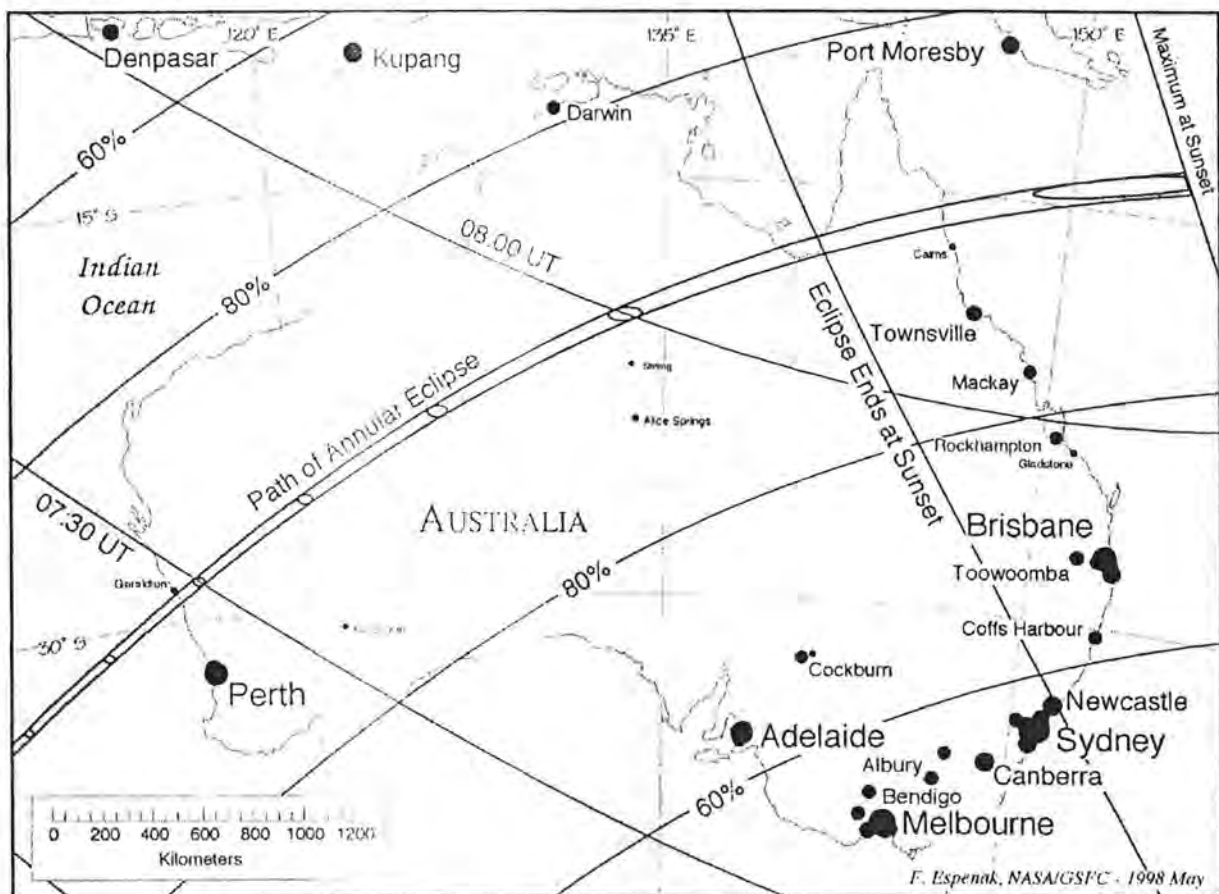 120° E
135° E
150° E
Denpasar
Kupang
Port Moresby
Maximum at Sunset
Darwin
60%
15° S
Indian
Ocean
08.00 UT
80%
Cairns
Eclipse Ends at Sunset
Townsville
Mackay
Path of Annular Eclipse
Alice Springs
Rockhampton
Gladstone
07:30 UT
AUSTRALIA
Brisbane
Toowoomba
80%
Geraldton
30° S
Coffs Harbour
Cockburn
Perth
Newcastle
Adelaide
Sydney
Albury
Canberra
60%
Bendigo
Melbourne
0 200 400 600 800 1000 1200
Kilometers
F. Espenak, NASA/GSFC - 1998 May